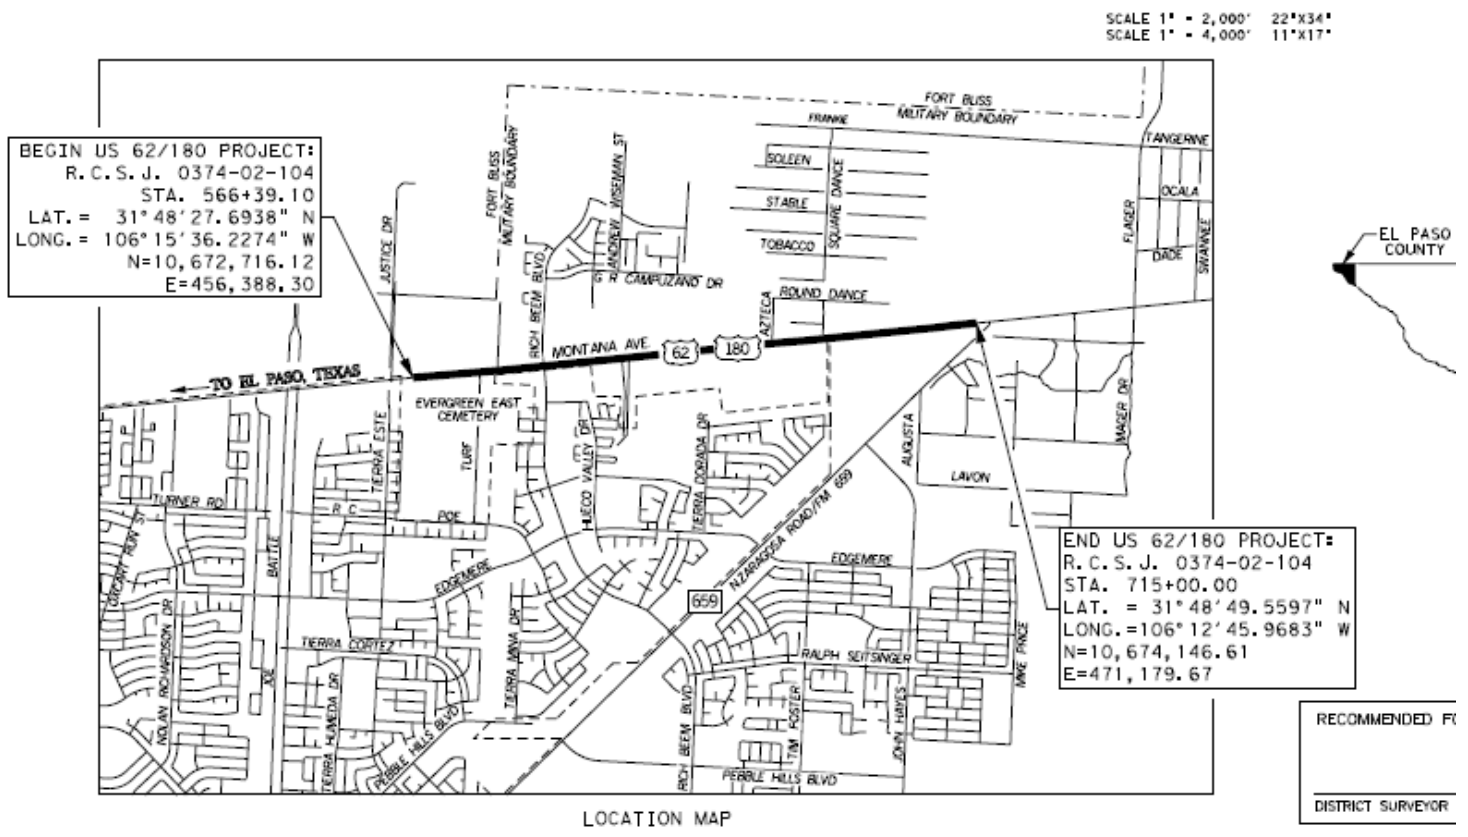 SCALE 1" = 2,000' 22"X34"
SCALE 1" = 4,000' 11"X17"
BEGIN US 62/180 PROJECT:
R.C.S.J. 0374-02-104
STA. 566+39.10
LAT.= 31°48'27.6938" N
LONG.= 106°15'36.2274" W
N=10,672,716.12
E=456,388.30
FORT BLISS
MILITARY BOUNDARY
FORT BLISS
MILITARY BOUNDARY
FRANKIE
TANGERINE
SOLEEN
SQUARE DANCE
STABLE
TOBACCO
OCALA
FLAGER
DADE
SWANNEE
JUSTICE DR
ANDREW WISEMAN ST
G R CAMPUZANO DR
RICH BEEM BLVD
AZTECA
ROUND DANCE
MONTANA AVE.
62
180
TO EL PASO, TEXAS
EL PASO
COUNTY
EVERGREEN EAST
CEMETERY
TIERRA ESTE
TURF
HUECO VALLEY DR
TIERRA DORADA DR
AUGUSTA
MAGER DR
LAVON
TURNER RD
R C
POE
N.ZARAGOSA ROAD/FM 659
659
EDGEMERE
EDGEMERE
BATTLE
JOE
NOLAN RICHARDSON DR
TIERRA CORTEZ
TIERRA MINA DR
TIERRA HUMEDA DR
PEBBLE HILLS BLVD
RALPH SEITSINGER
MIKE PRICE
RICH BEEM BLVD
TIM FOSTER
JOHN HAYES
PEBBLE HILLS BLVD
END US 62/180 PROJECT:
R.C.S.J. 0374-02-104
STA. 715+00.00
LAT. = 31°48'49.5597" N
LONG.=106°12'45.9683" W
N=10,674,146.61
E=471,179.67
RECOMMENDED
DISTRICT SURVEYOR
LOCATION MAP